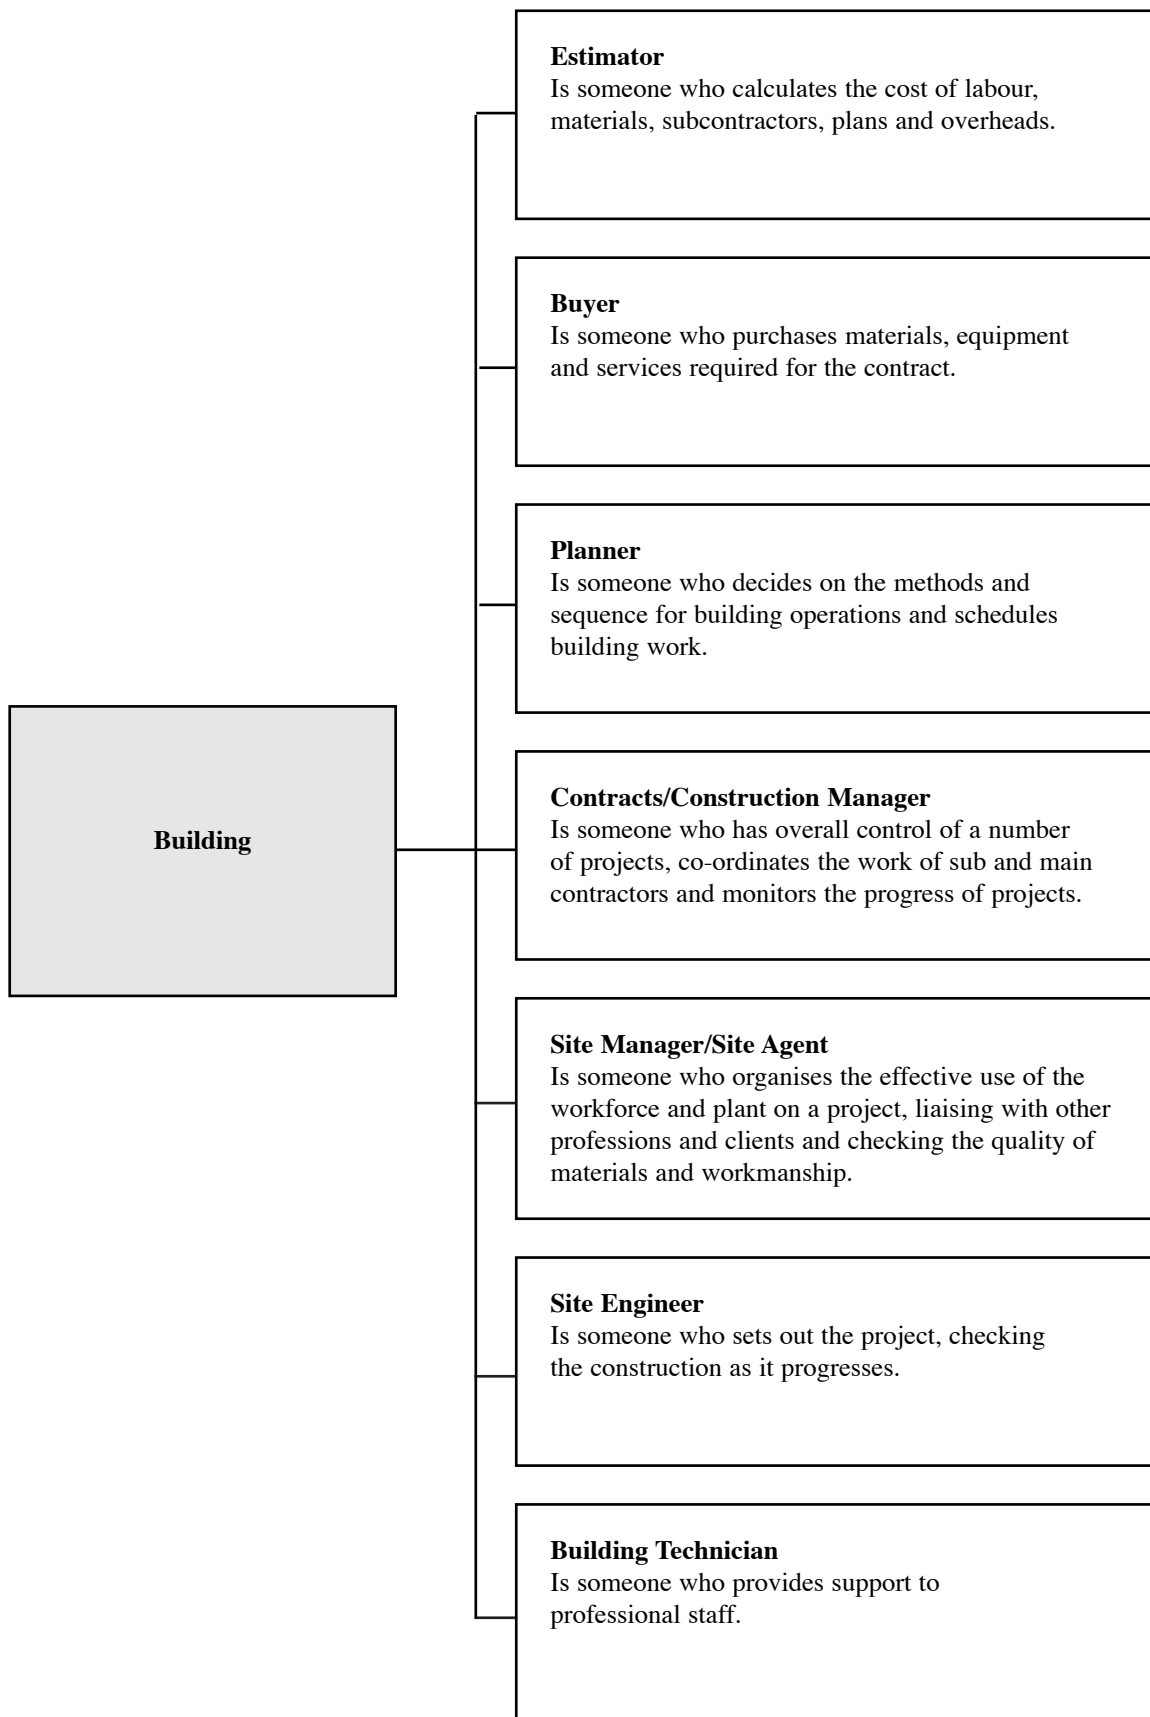 Estimator
Is someone who calculates the cost of labour,
materials, subcontractors, plans and overheads.
Buyer
Is someone who purchases materials, equipment
and services required for the contract.
Planner
Is someone who decides on the methods and
sequence for building operations and schedules
building work.
Building
Contracts/Construction Manager
Is someone who has overall control of a number
of projects, co-ordinates the work of sub and main
contractors and monitors the progress of projects.
Site Manager/Site Agent
Is someone who organises the effective use of the
workforce and plant on a project, liaising with other
professions and clients and checking the quality of
materials and workmanship.
Site Engineer
Is someone who sets out the project, checking
the construction as it progresses.
Building Technician
Is someone who provides support to
professional staff.